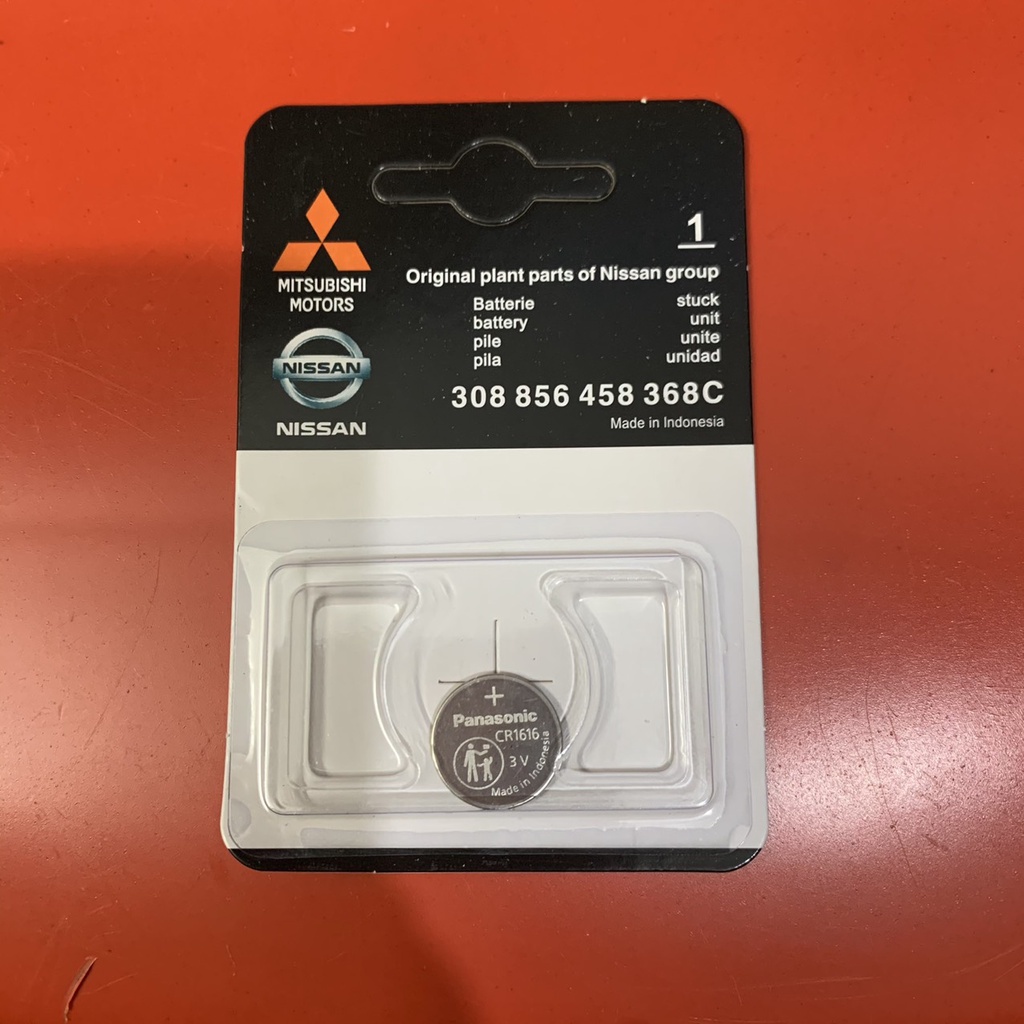 1
MITSUBISHI
MOTORS
Original plant parts of Nissan group
Batterie stuck
battery unit
pile unite
pila unidad
NISSAN
NISSAN
308 856 458 368C
Made in Indonesia
+
Panasonic
CR1616
3 V
Made in Indonesia